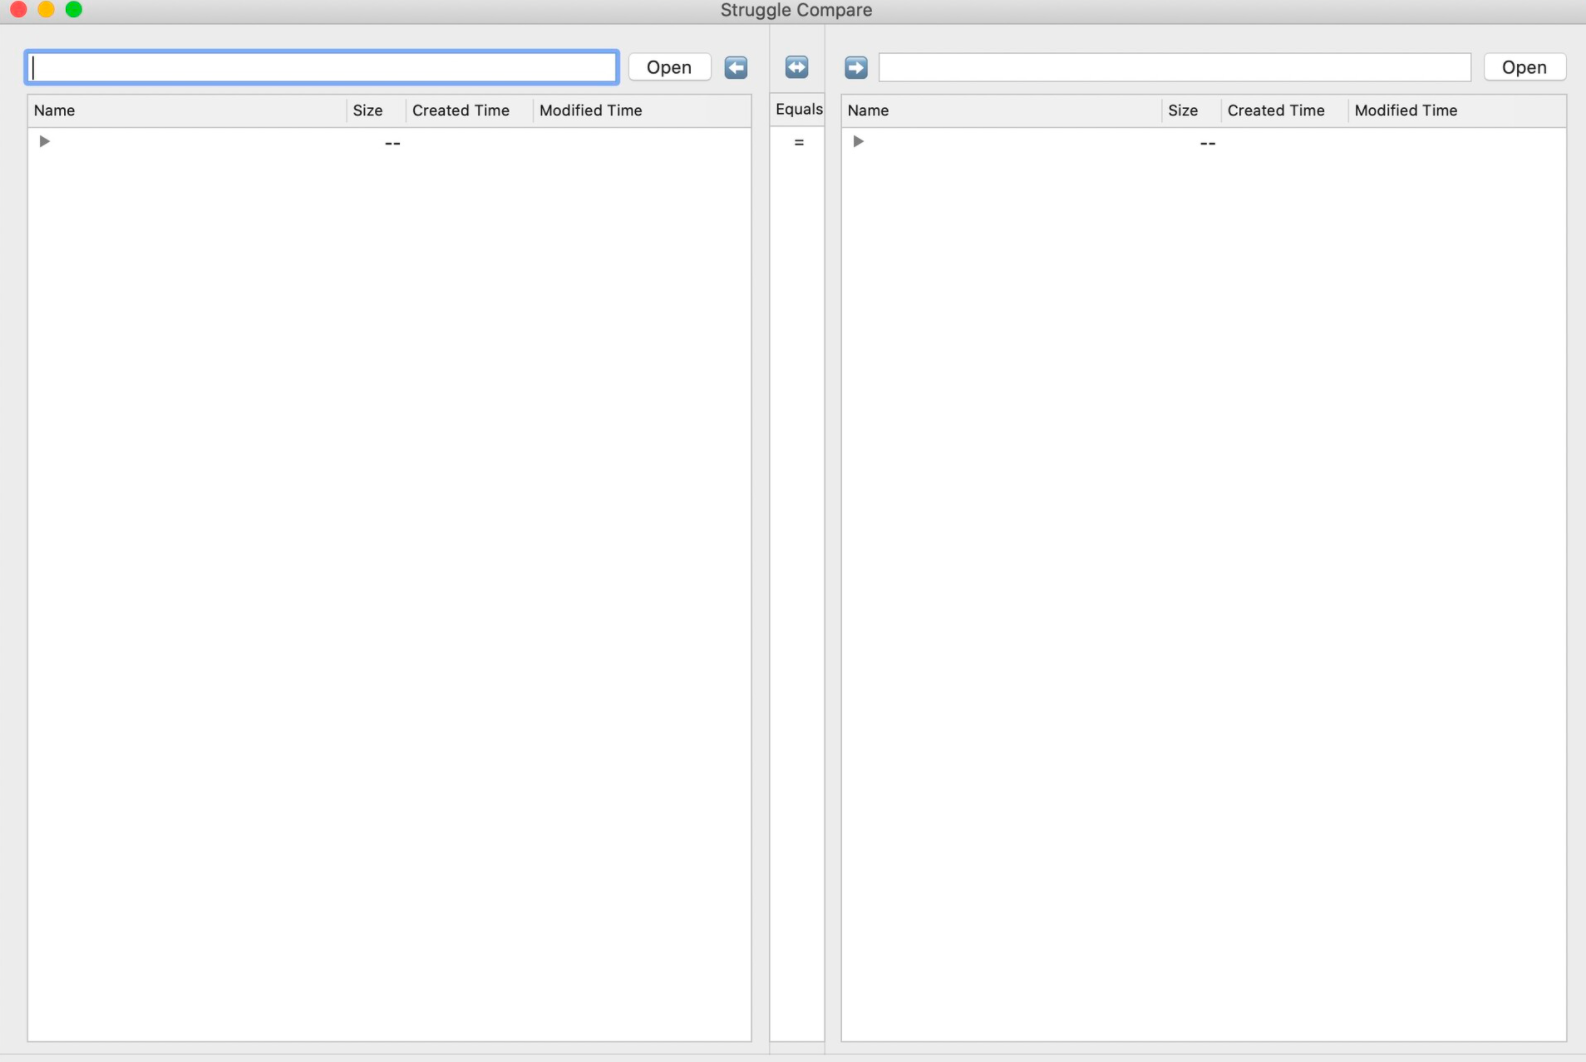 Struggle Compare
Open Open
Name Size Created Time Modified Time Equals Name Size Created Time Modified Time
-- = --